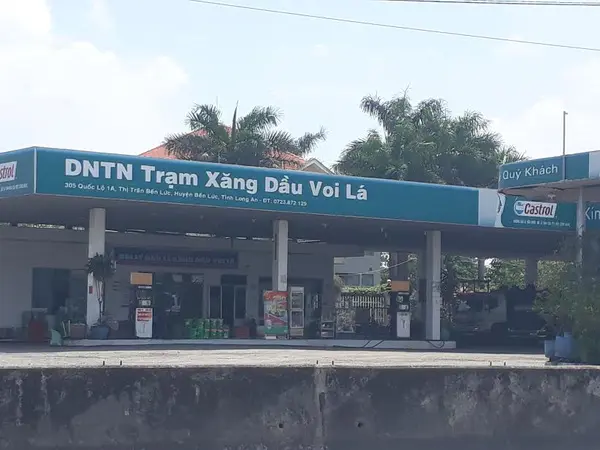 DNTN Trạm Xăng Dầu Voi Lá
305 Quốc Lộ 1A, Thị Trấn Bến Lức, Huyện Bến Lức, Tỉnh Long An - ĐT: 0723.872 129
Castrol
Castrol
Quý Khách
Kín